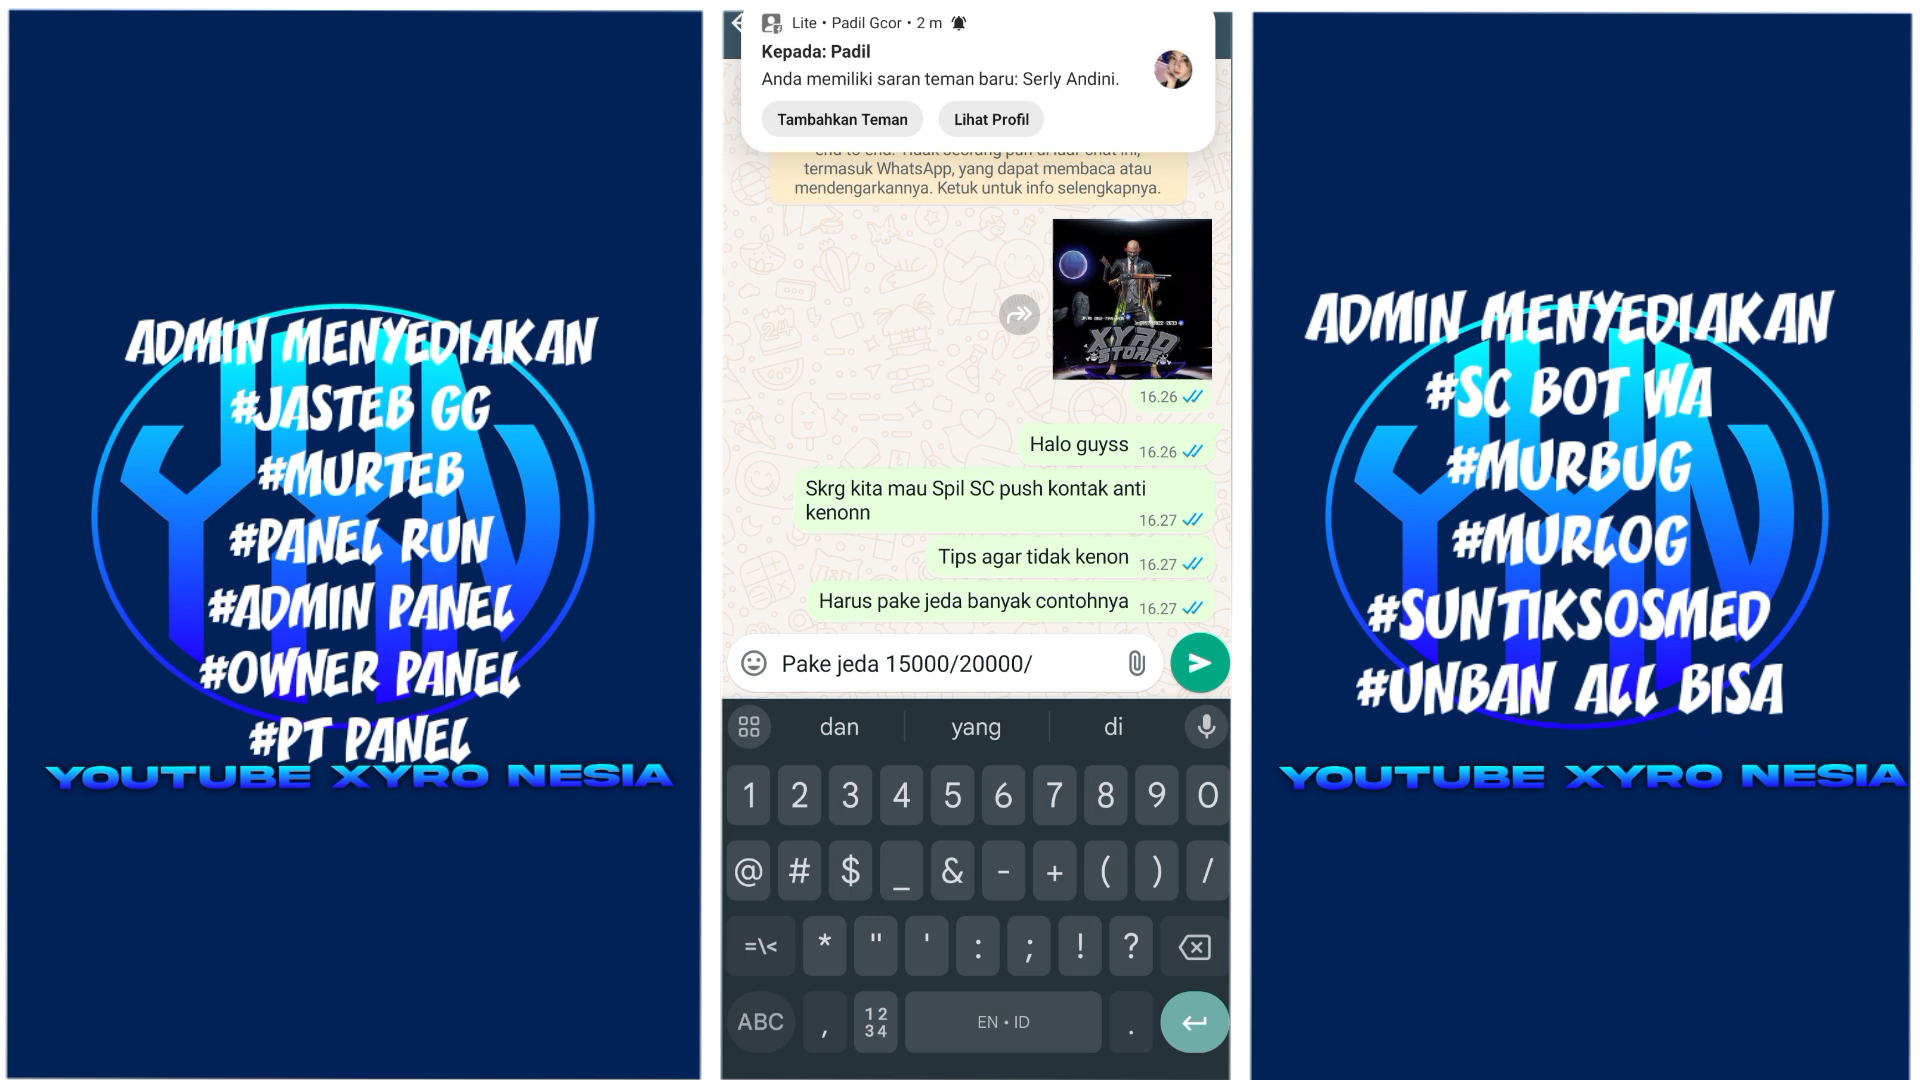 ADMIN MENYEDIAKAN
#JASTEB GG
#MURTEB
#PANEL RUN
#ADMIN PANEL
#OWNER PANEL
#PT PANEL
YOUTUBE XYRO NESIA
Lite • Padil Gcor • 2 m
Kepada: Padil
Anda memiliki saran teman baru: Serly Andini.
Tambahkan Teman
Lihat Profil
termasuk WhatsApp, yang dapat membaca atau
mendengarkannya. Ketuk untuk info selengkapnya.
XYRO
STORE
16.26
Halo guyss
16.26
Skrg kita mau Spil SC push kontak anti
kenonn
16.27
Tips agar tidak kenon
16.27
Harus pake jeda banyak contohnya
16.27
Pake jeda 15000/20000/
dan yang di
1 2 3 4 5 6 7 8 9 0
@ # $ _ & - + ( ) /
=\< * " ' : ; ! ?
ABC , 12 34 EN • ID .
ADMIN MENYEDIAKAN
#SC BOT WA
#MURBUG
#MURLOG
#SUNTIKSOSMED
#UNBAN ALL BISA
YOUTUBE XYRO NESIA